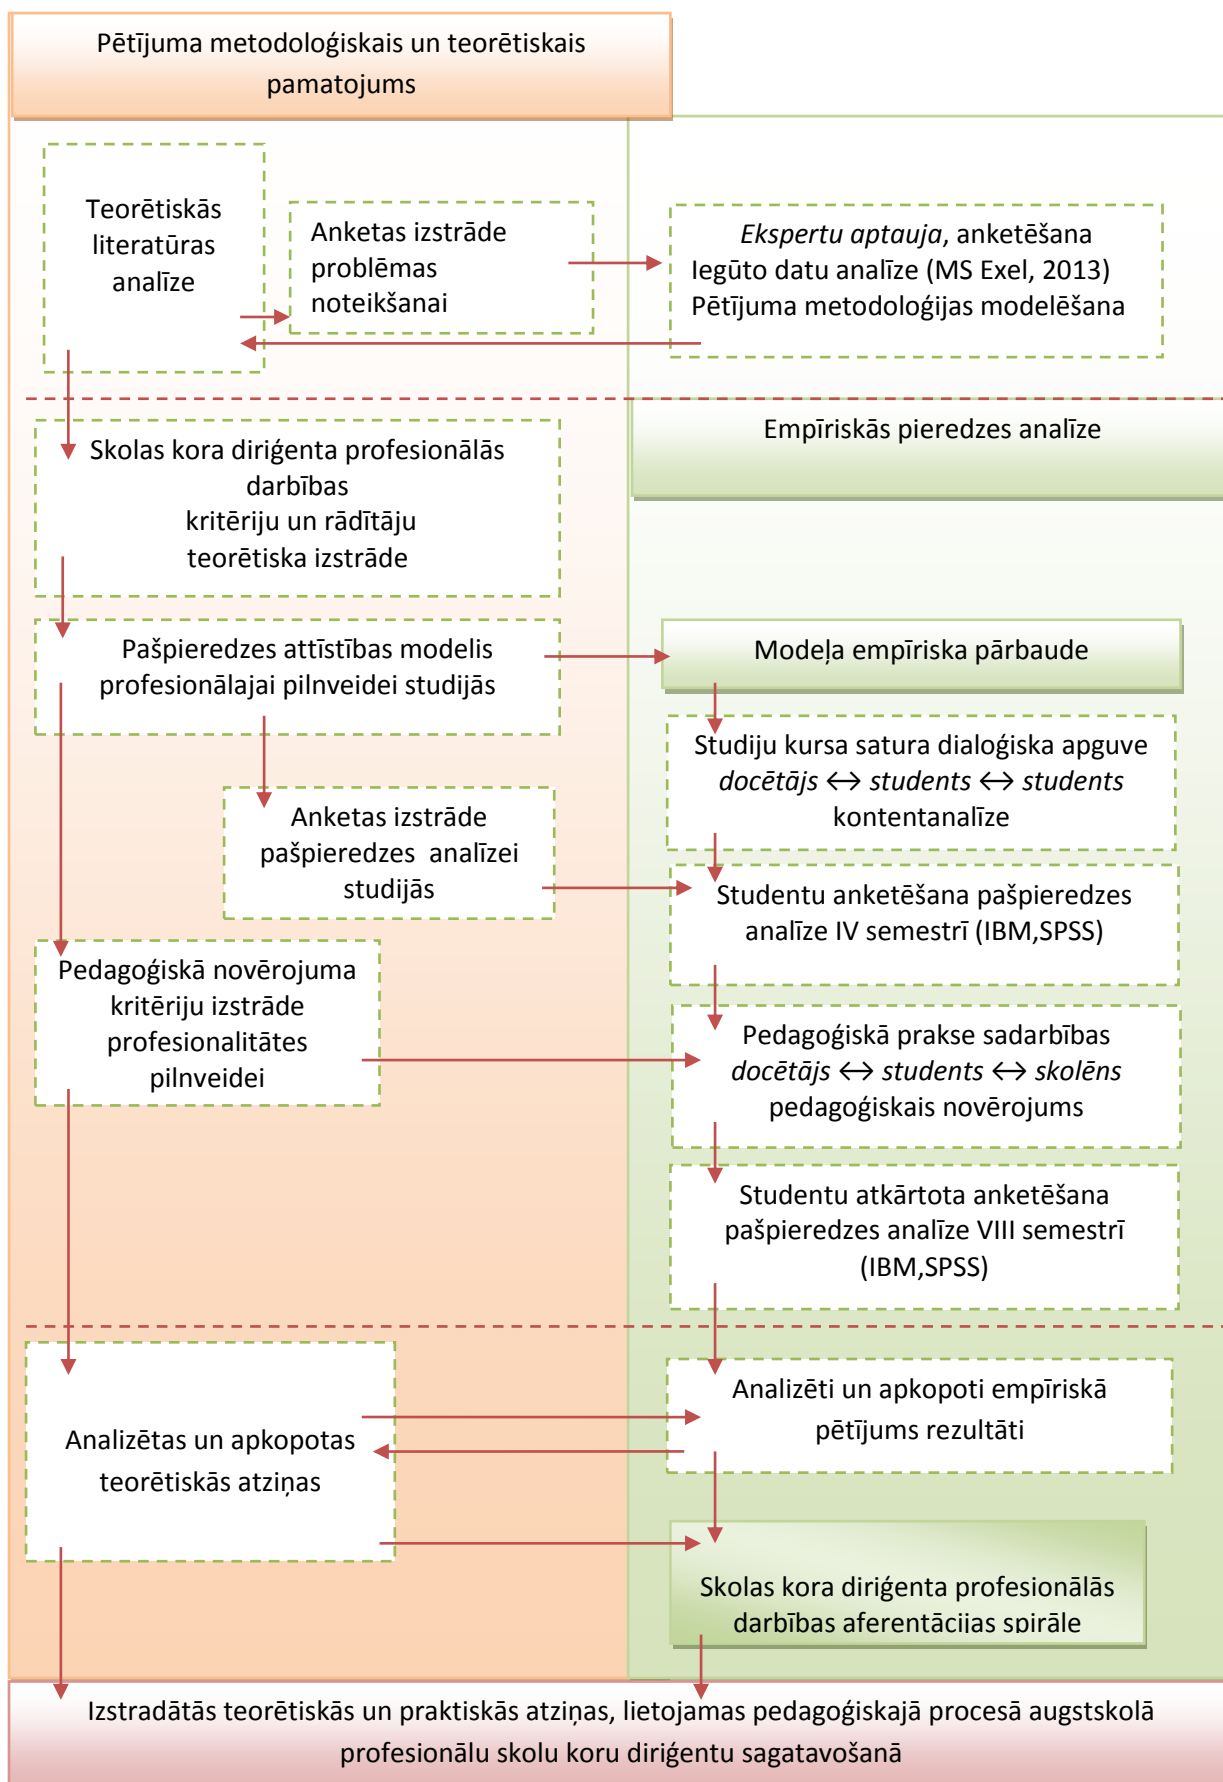 Pētījuma metodoloģiskais un teorētiskais
pamatojums
Teorētiskās
literatūras
analīze
Anketas izstrāde
problēmas
noteikšanai
Ekspertu aptauja, anketēšana
Iegūto datu analīze (MS Exel, 2013)
Pētījuma metodoloģijas modelēšana
Empīriskās pieredzes analīze
Skolas kora diriģenta profesionālās
darbības
kritēriju un rādītāju
teorētiska izstrāde
Pašpieredzes attīstības modelis
profesionālajai pilnveidei studijās
Modeļa empīriska pārbaude
Studiju kursa satura dialoģiska apguve
docētājs ↔ students ↔ students
kontentanalīze
Anketas izstrāde
pašpieredzes analīzei
studijās
Studentu anketēšana pašpieredzes
analīze IV semestrī (IBM,SPSS)
Pedagoģiskā novērojuma
kritēriju izstrāde
profesionalitātes
pilnveidei
Pedagoģiskā prakse sadarbības
docētājs ↔ students ↔ skolēns
pedagoģiskais novērojums
Studentu atkārtota anketēšana
pašpieredzes analīze VIII semestrī
(IBM,SPSS)
Analizētas un apkopotas
teorētiskās atziņas
Analizēti un apkopoti empīriskā
pētījums rezultāti
Skolas kora diriģenta profesionālās
darbības aferentācijas spirāle
Izstradātās teorētiskās un praktiskās atziņas, lietojamas pedagoģiskajā procesā augstskolā
profesionālu skolu koru diriģentu sagatavošanā